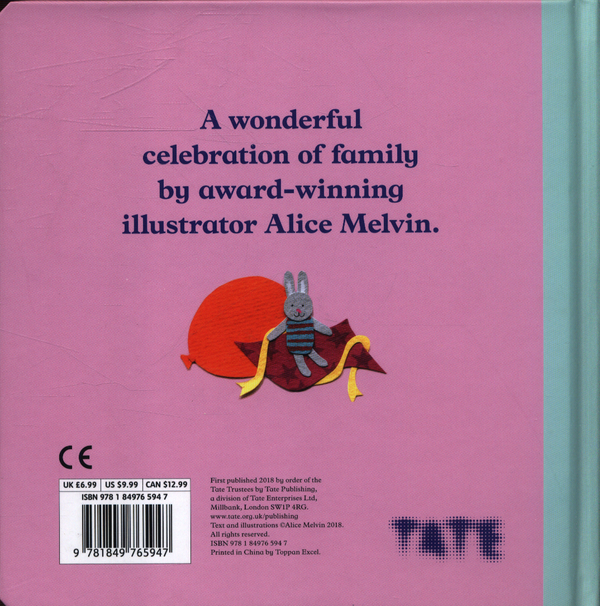 A wonderful
celebration of family
by award-winning
illustrator Alice Melvin.
CE
UK £6.99 US $9.99 CAN $12.99
ISBN 978 1 84976 594 7
9 781849 765947
First published 2018 by order of the
Tate Trustees by Tate Publishing,
a division of Tate Enterprises Ltd,
Millbank, London SW1P 4RG.
www.tate.org.uk/publishing
Text and illustrations ©Alice Melvin 2018.
All rights reserved.
ISBN 978 1 84976 594 7
Printed in China by Toppan Excel.
TATE